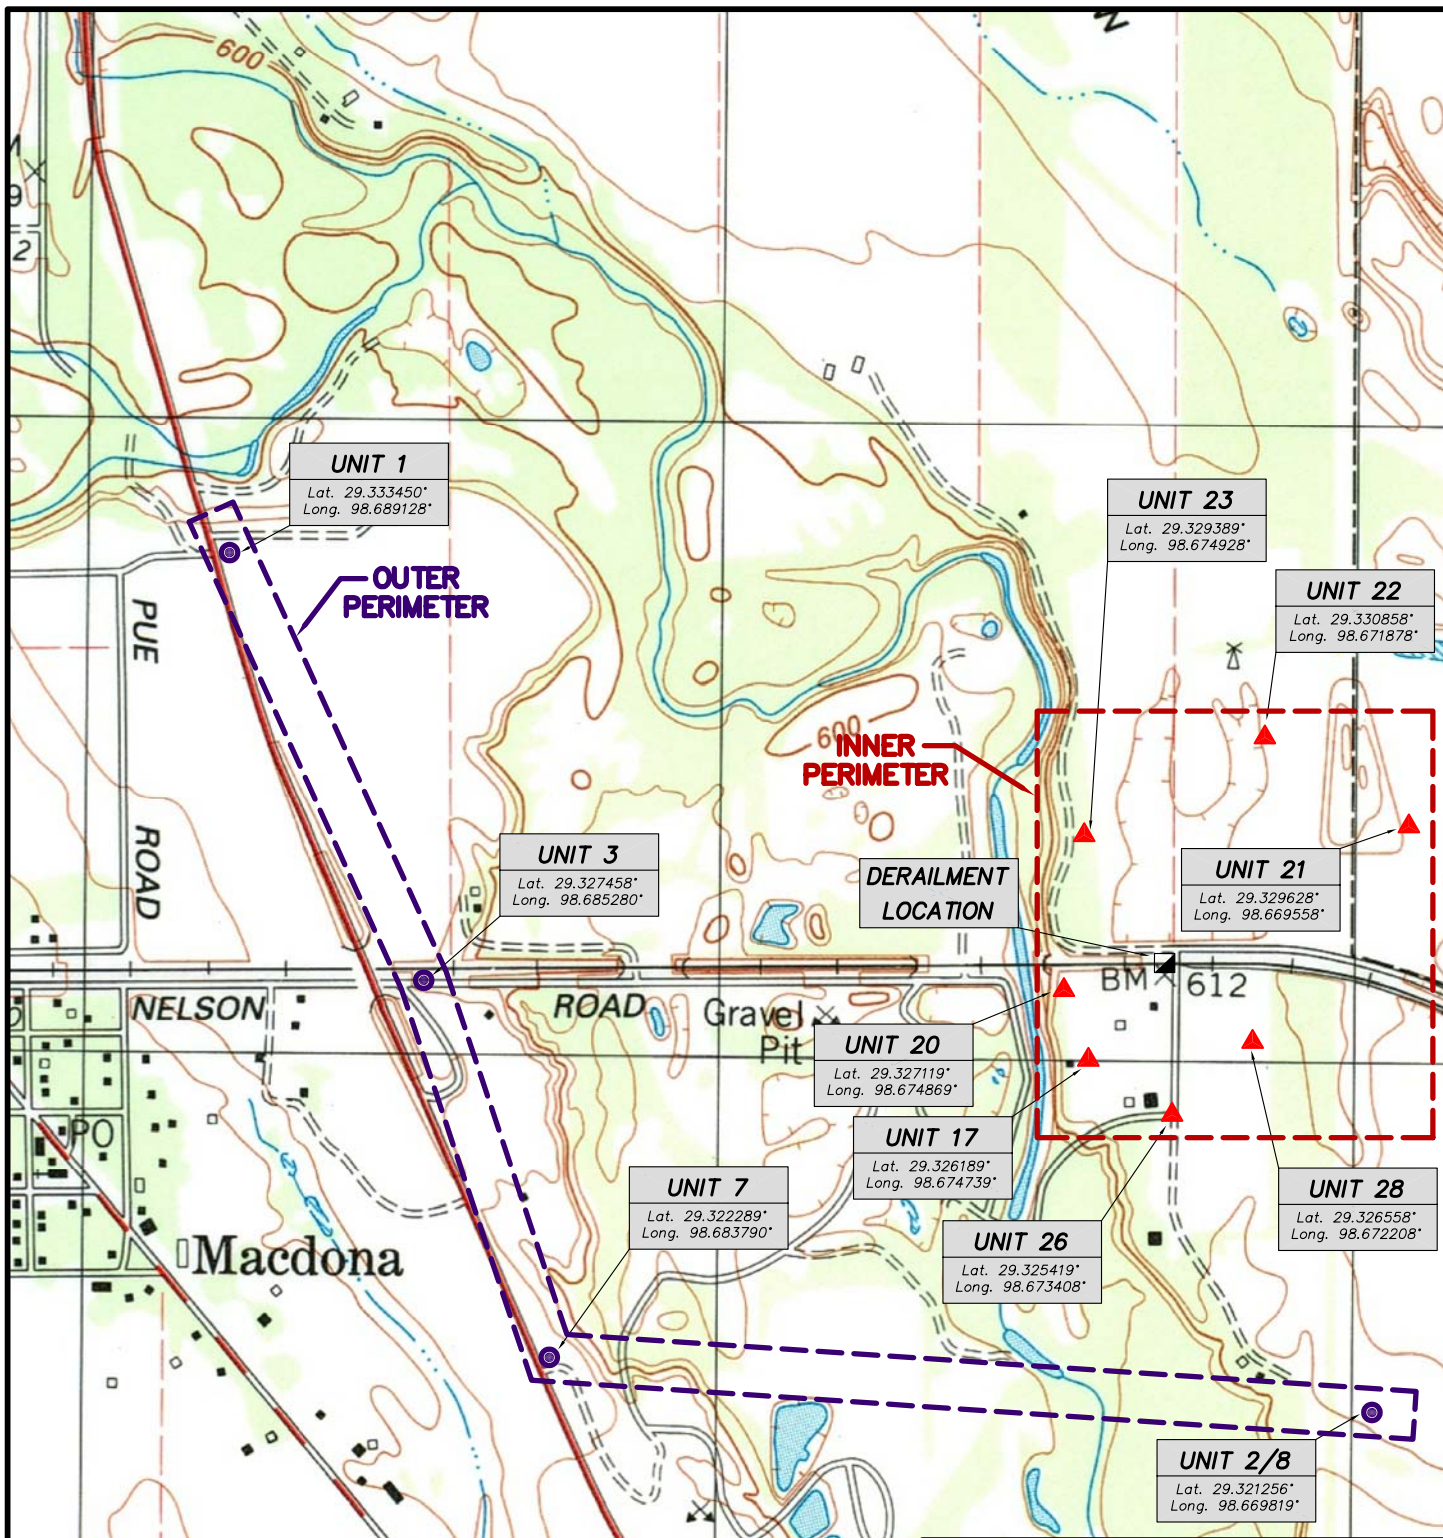 600
W
9
2
UNIT 1
Lat. 29.333450°
Long. 98.689128°
UNIT 23
Lat. 29.329389°
Long. 98.674928°
OUTER
PERIMETER
UNIT 22
Lat. 29.330858°
Long. 98.671878°
PUE
ROAD
600
INNER
PERIMETER
UNIT 3
Lat. 29.327458°
Long. 98.685280°
DERAILMENT
LOCATION
UNIT 21
Lat. 29.329628°
Long. 98.669558°
BM
612
NELSON
ROAD
Gravel
Pit
UNIT 20
Lat. 29.327119°
Long. 98.674869°
PO
UNIT 17
Lat. 29.326189°
Long. 98.674739°
UNIT 7
Lat. 29.322289°
Long. 98.683790°
UNIT 28
Lat. 29.326558°
Long. 98.672208°
Macdona
UNIT 26
Lat. 29.325419°
Long. 98.673408°
UNIT 2/8
Lat. 29.321256°
Long. 98.669819°